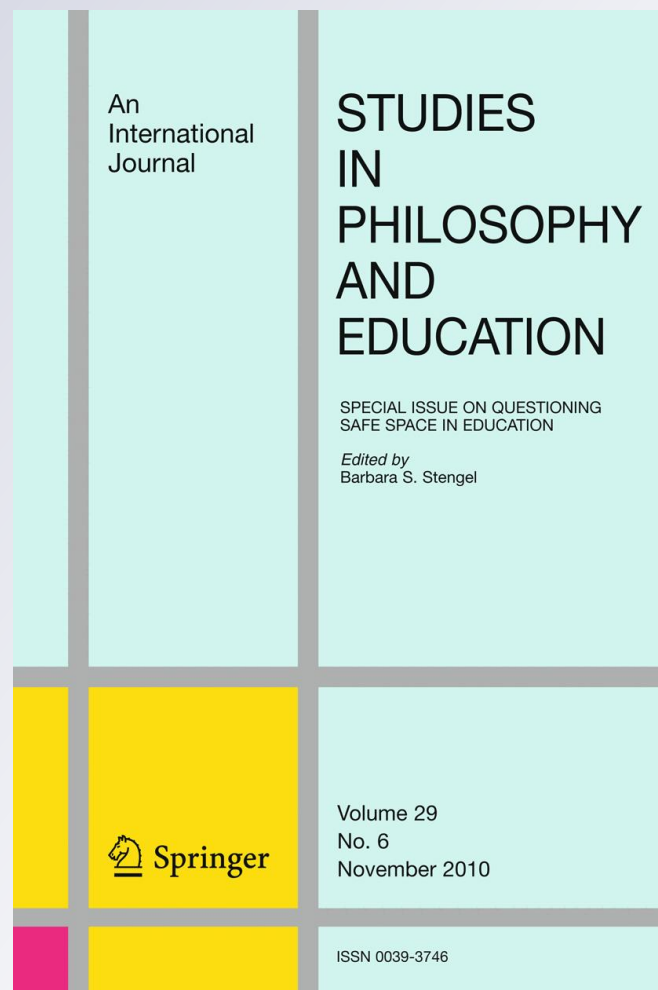 An
International
Journal
STUDIES
IN
PHILOSOPHY
AND
EDUCATION
SPECIAL ISSUE ON QUESTIONING
SAFE SPACE IN EDUCATION
Edited by
Barbara S. Stengel
Springer
Volume 29
No. 6
November 2010
ISSN 0039-3746